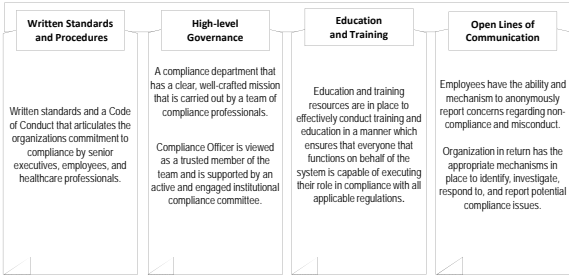 Written Standards
and Procedures
Written standards and a Code
of Conduct that articulates the
organizations commitment to
compliance by senior
executives, employees, and
healthcare professionals.
High-level
Governance
A compliance department that
has a clear, well-crafted mission
that is carried out by a team of
compliance professionals.
Compliance Officer is viewed
as a trusted member of the
team and is supported by an
active and engaged institutional
compliance committee.
Education
and Training
Education and training
resources are in place to
effectively conduct training and
education in a manner which
ensures that everyone that
functions on behalf of the
system is capable of executing
their role in compliance with all
applicable regulations.
Open Lines of
Communication
Employees have the ability and
mechanism to anonymously
report concerns regarding non-
compliance and misconduct.
Organization in return has the
appropriate mechanisms in
place to identify, investigate,
respond to, and report potential
compliance issues.